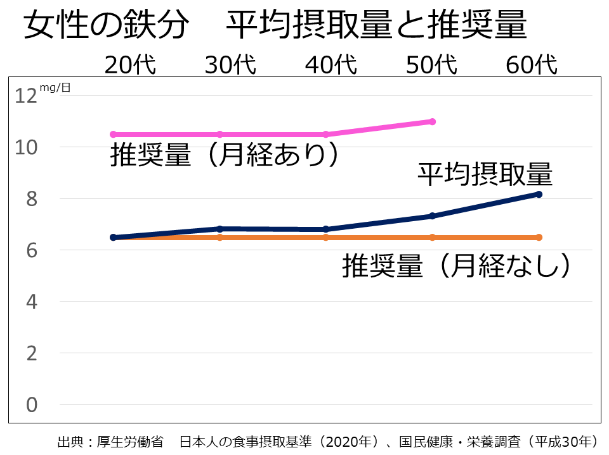 女性の鉄分　平均摂取量と推奨量
20代 30代 40代 50代 60代
mg/日
12
10
推奨量（月経あり）
平均摂取量
8
6
推奨量（月経なし）
4
2
0
出典：厚生労働省　日本人の食事摂取基準（2020年）、国民健康・栄養調査（平成30年）